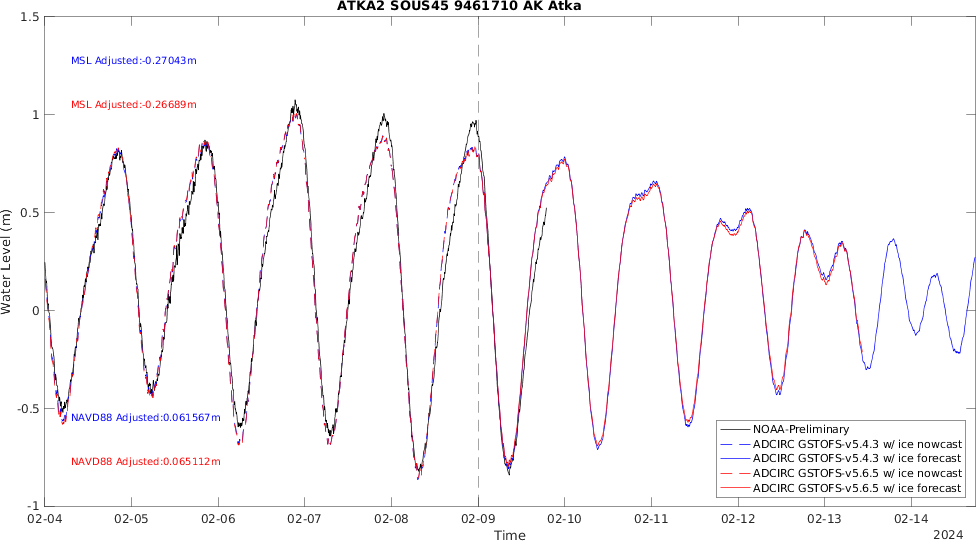 ATKA2 SOUS45 9461710 AK Atka
1.5
MSL Adjusted:-0.27043m
1
MSL Adjusted:-0.26689m
0.5
Water Level (m)
0
-0.5
NAVD88 Adjusted:0.061567m
NAVD88 Adjusted:0.065112m
NOAA-Preliminary
ADCIRC GSTOFS-v5.4.3 w/ ice nowcast
ADCIRC GSTOFS-v5.4.3 w/ ice forecast
ADCIRC GSTOFS-v5.6.5 w/ ice nowcast
ADCIRC GSTOFS-v5.6.5 w/ ice forecast
-1
02-04 02-05 02-06 02-07 02-08 02-09 02-10 02-11 02-12 02-13 02-14
Time
2024